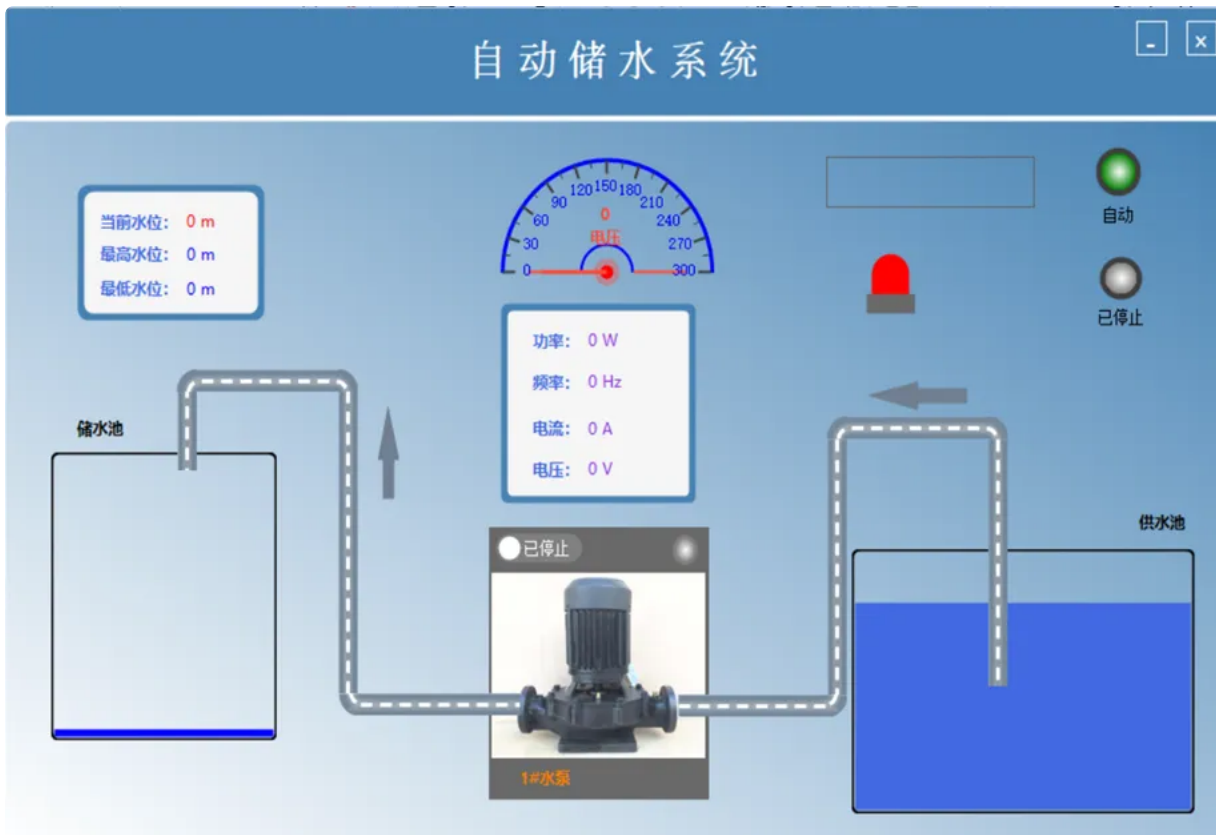 自动储水系统
当前水位： 0 m
最高水位： 0 m
最低水位： 0 m
0 30 60 90 120 150 180 210 240 270 300
0
电压
自动
已停止
功率： 0 W
频率： 0 Hz
电流： 0 A
电压： 0 V
储水池
供水池
已停止
1#水泵